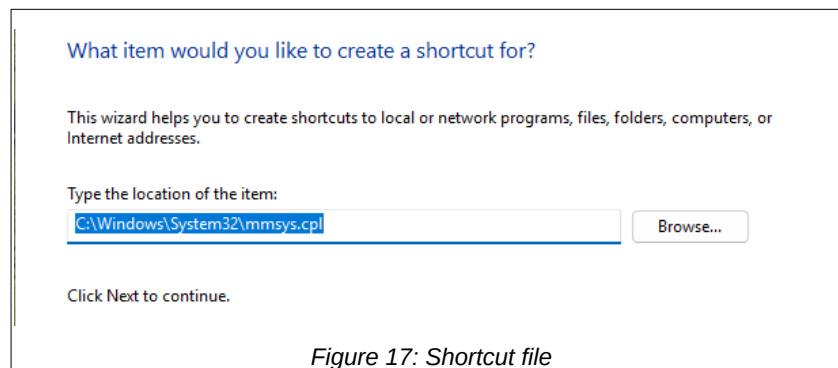 What item would you like to create a shortcut for?
This wizard helps you to create shortcuts to local or network programs, files, folders, computers, or
Internet addresses.
Type the location of the item:
C:\Windows\System32\mmsys.cpl
Browse...
Click Next to continue.
Figure 17: Shortcut file